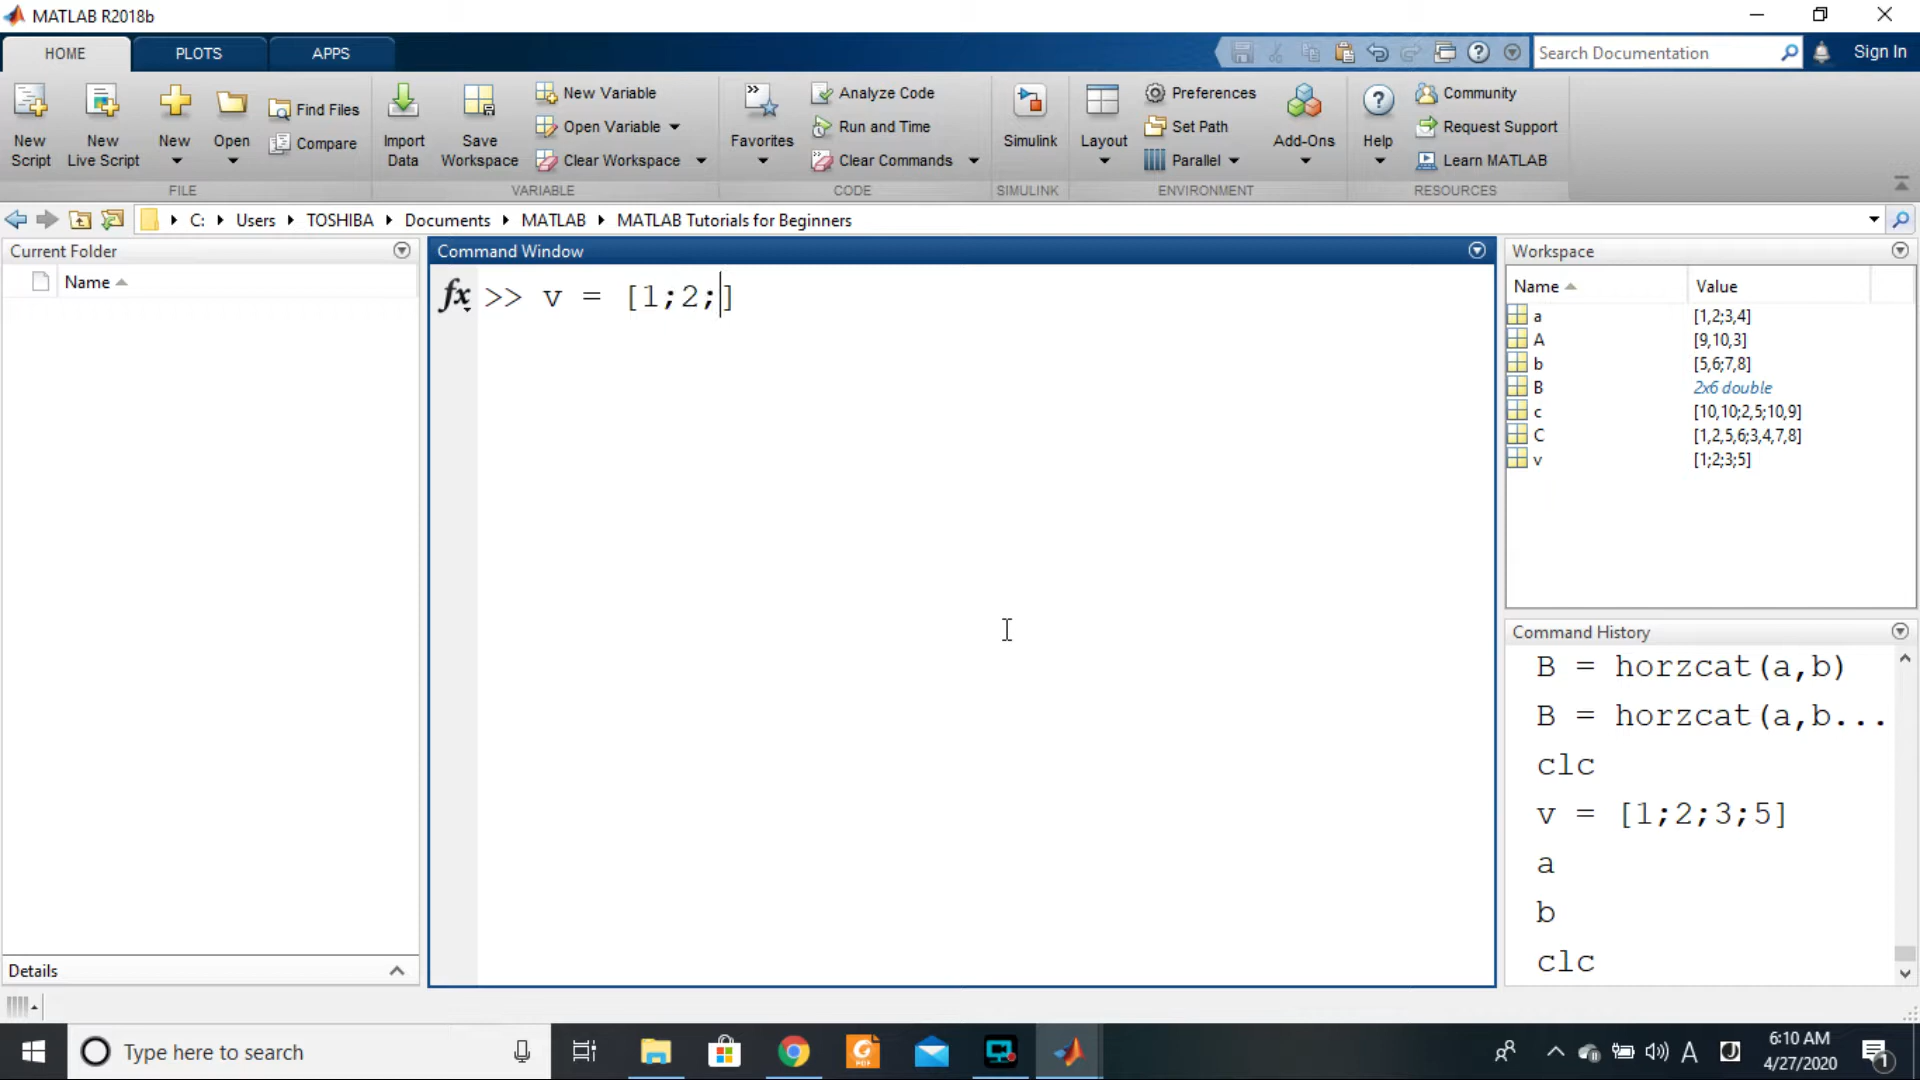 MATLAB R2018b
HOME PLOTS APPS
Search Documentation
Sign In
New Script
New Live Script
New
Open
Find Files
Compare
FILE
Import Data
Save Workspace
New Variable
Open Variable
Clear Workspace
VARIABLE
Favorites
Analyze Code
Run and Time
Clear Commands
CODE
Simulink
SIMULINK
Layout
Preferences
Set Path
Parallel
Add-Ons
ENVIRONMENT
Help
Community
Request Support
Learn MATLAB
RESOURCES
C: Users TOSHIBA Documents MATLAB MATLAB Tutorials for Beginners
Current Folder
Name
Details
Command Window
fx >> v = [1;2;]
Workspace
Name Value
a [1,2;3,4]
A [9,10,3]
b [5,6;7,8]
B 2x6 double
c [10,10;2,5;10,9]
C [1,2,5,6;3,4,7,8]
v [1;2;3;5]
Command History
B = horzcat(a,b)
B = horzcat(a,b...
clc
v = [1;2;3;5]
a
b
clc
Type here to search
PDF
A
J
6:10 AM
4/27/2020
1